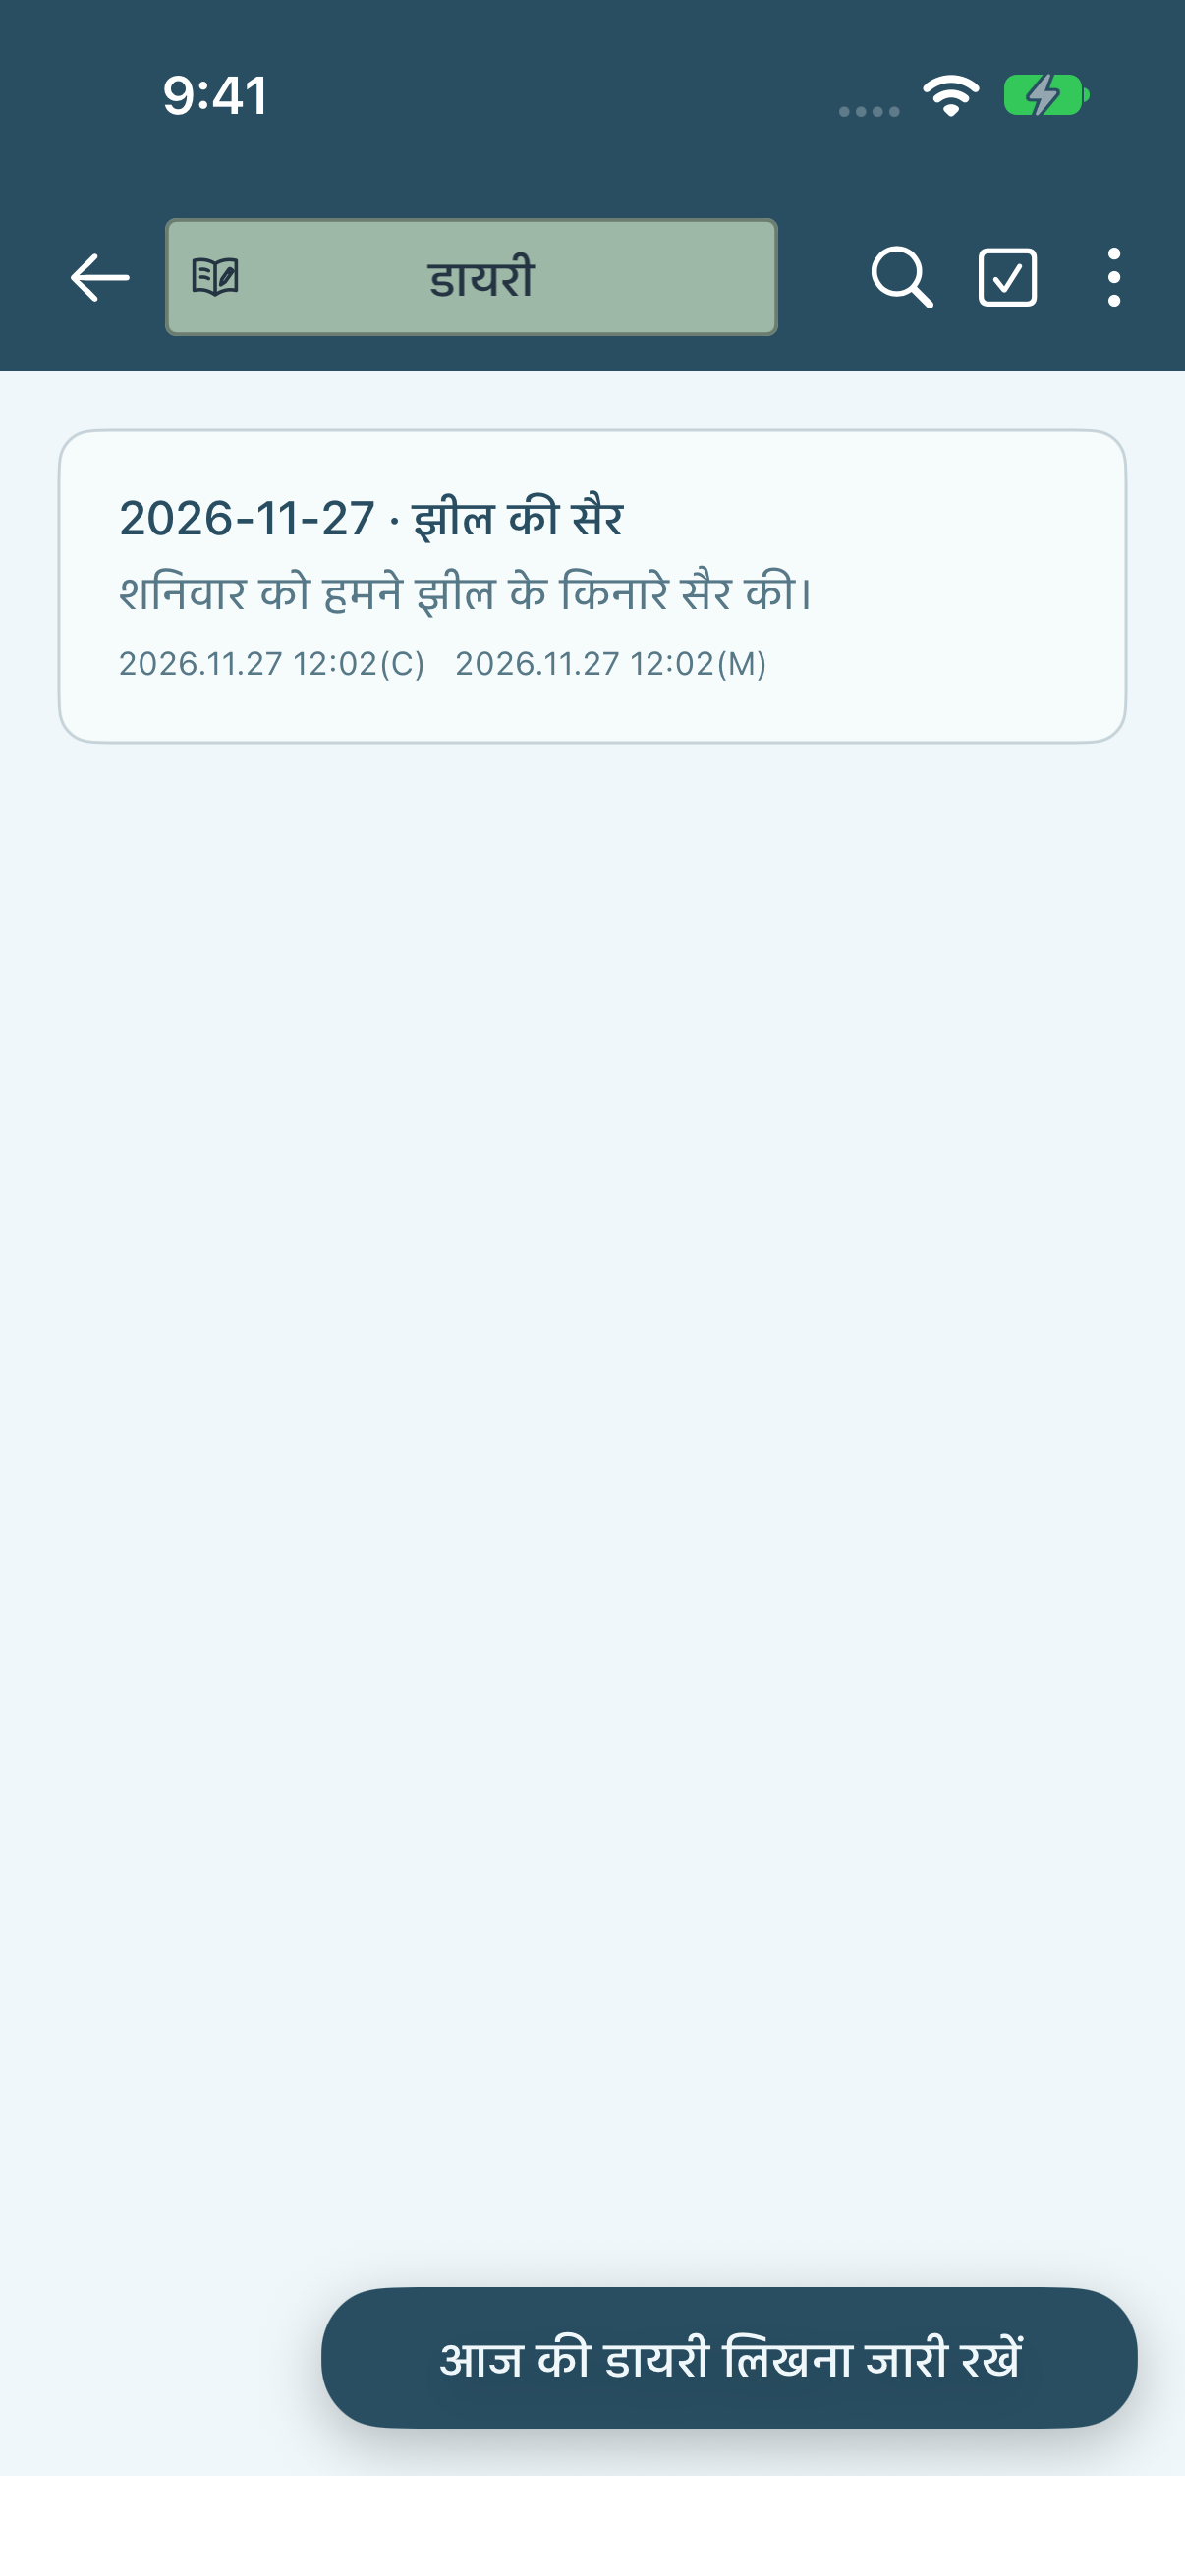 9:41
डायरी
2026-11-27 · झील की सैर
शनिवार को हमने झील के किनारे सैर की।
2026.11.27 12:02(C) 2026.11.27 12:02(M)
आज की डायरी लिखना जारी रखें